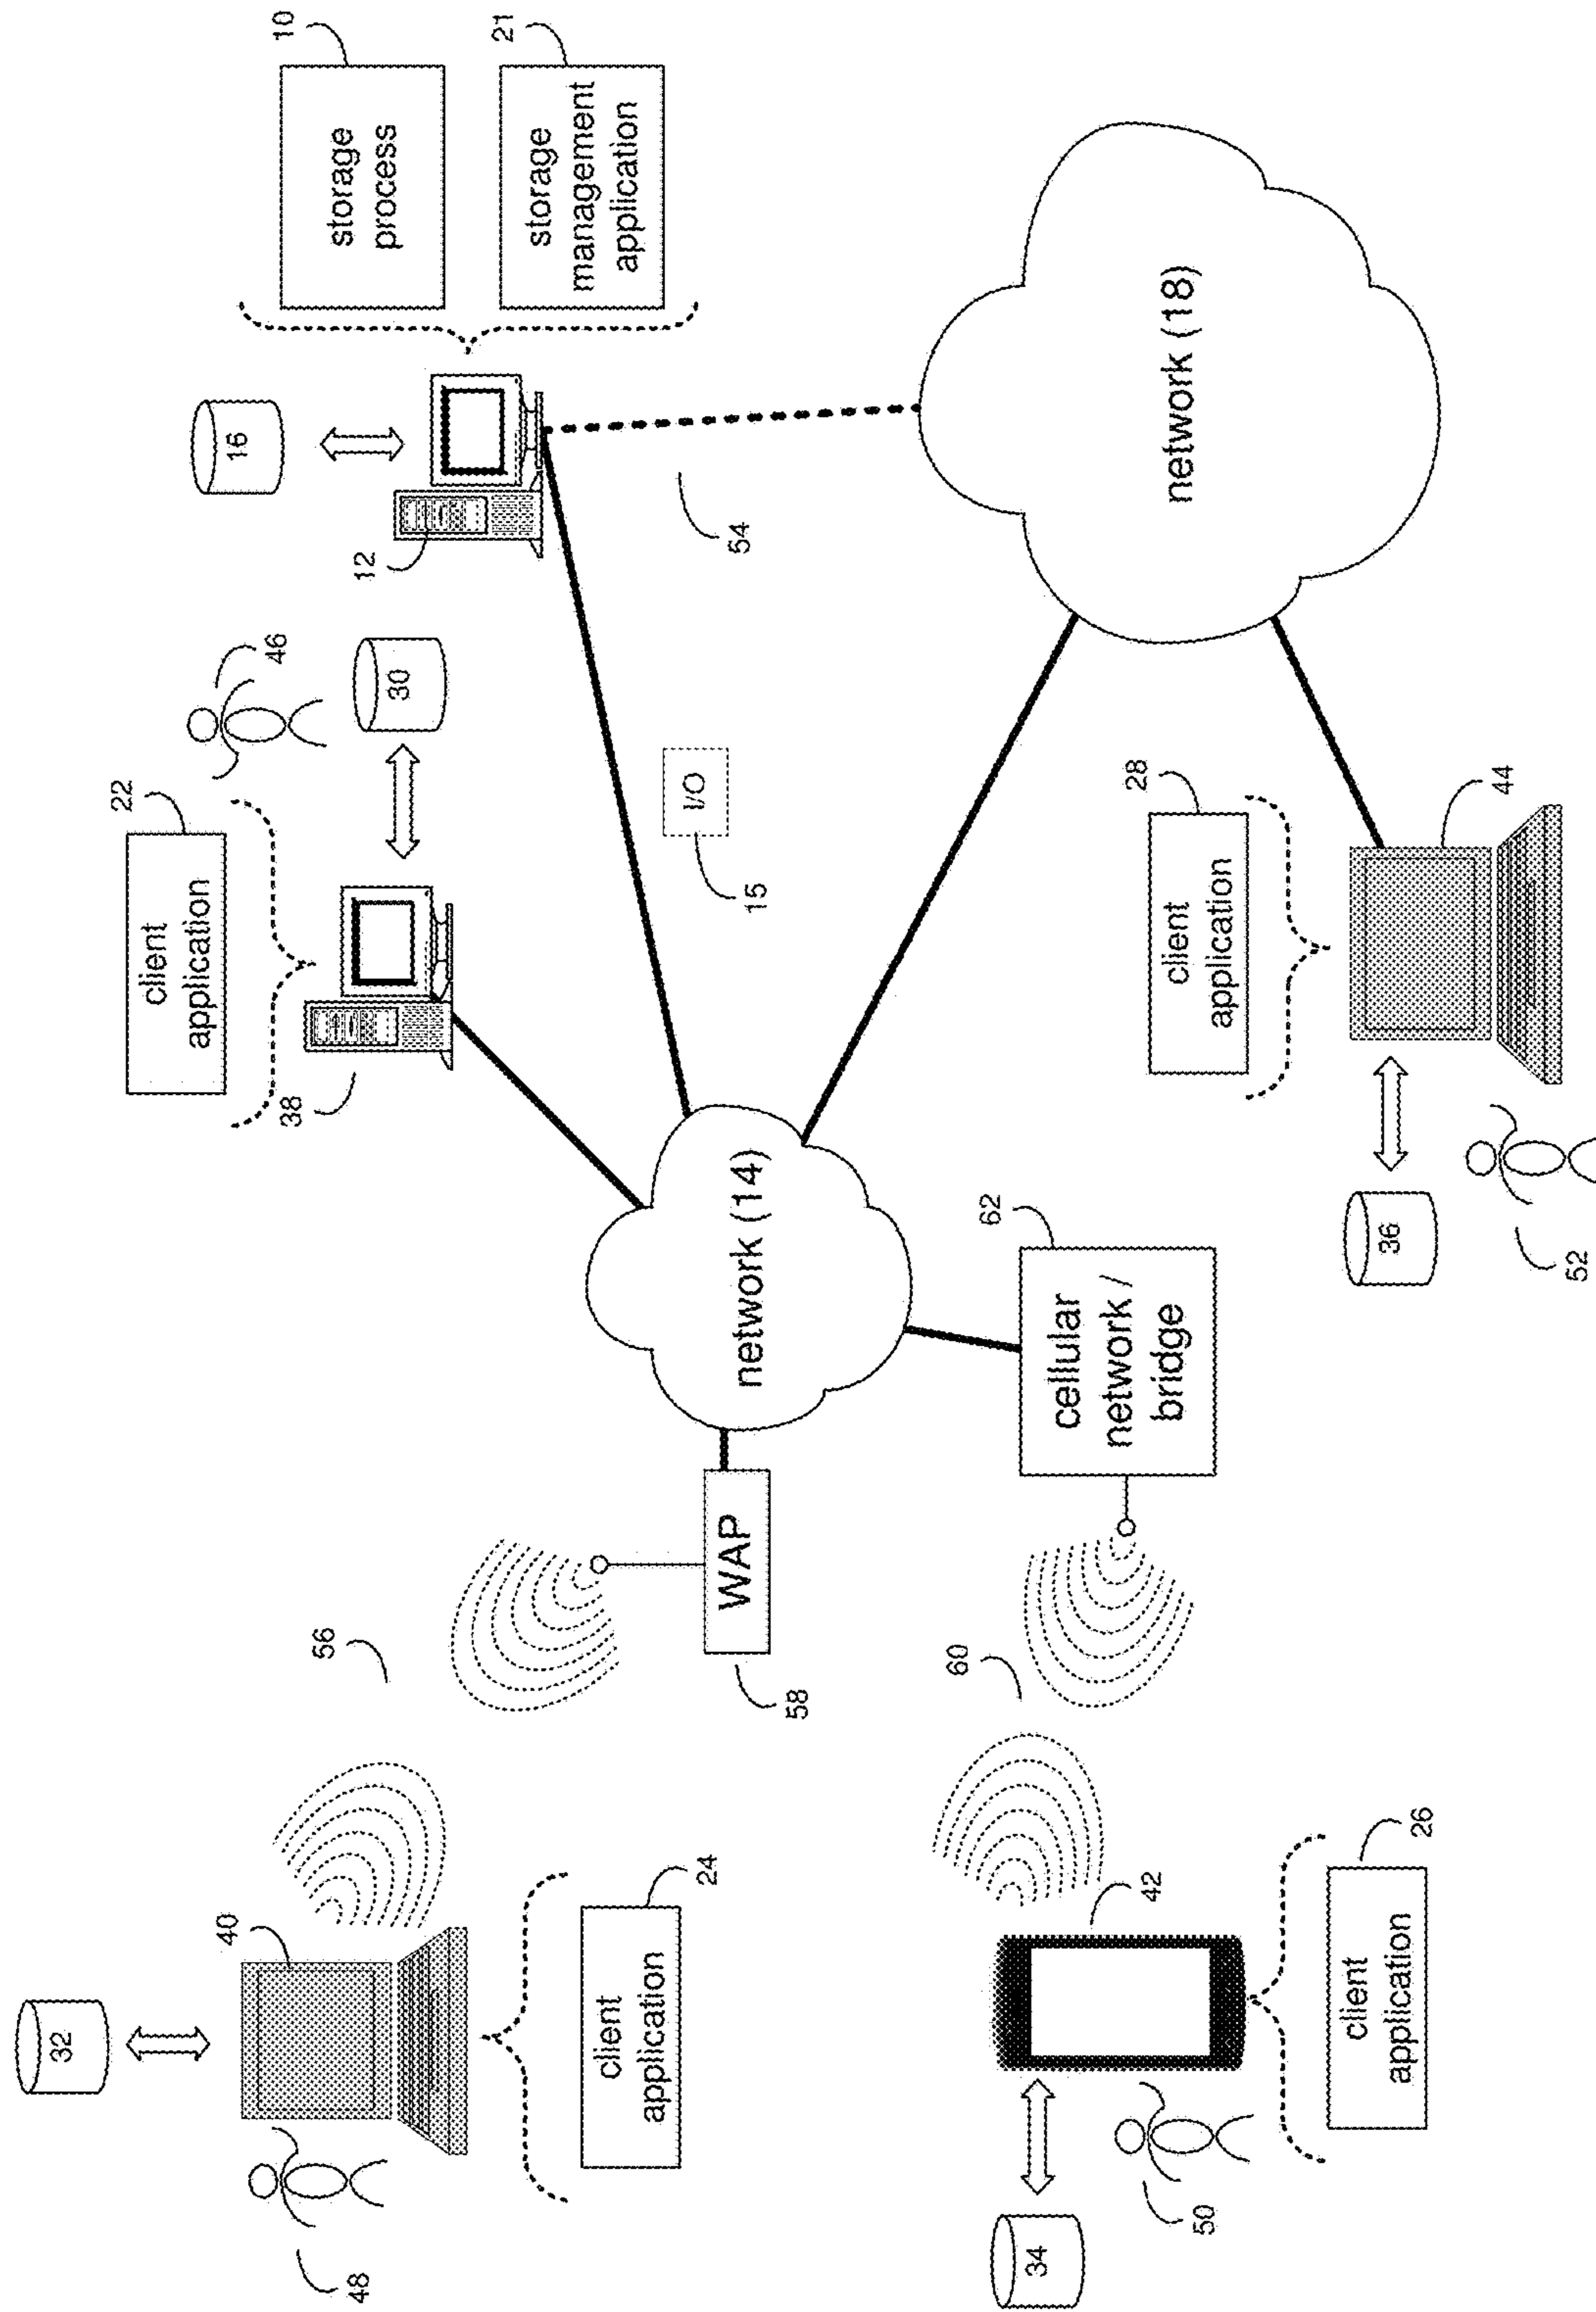 32
22
client
application
40
16
46
10
38
56
storage
process
48
12
30
21
storage
management
application
client
application
24
I/O
54
WAP
network (14)
15
58
60
62
34
cellular
network /
bridge
28
42
client
application
network (18)
50
client
application
36
26
44
52